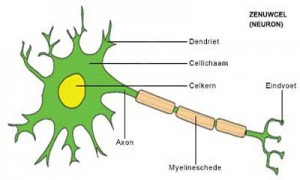 ZENUWCEL
(NEURON)
Dendriet
Cellichaam
Celkern
Eindvoet
Axon
Myelineschede